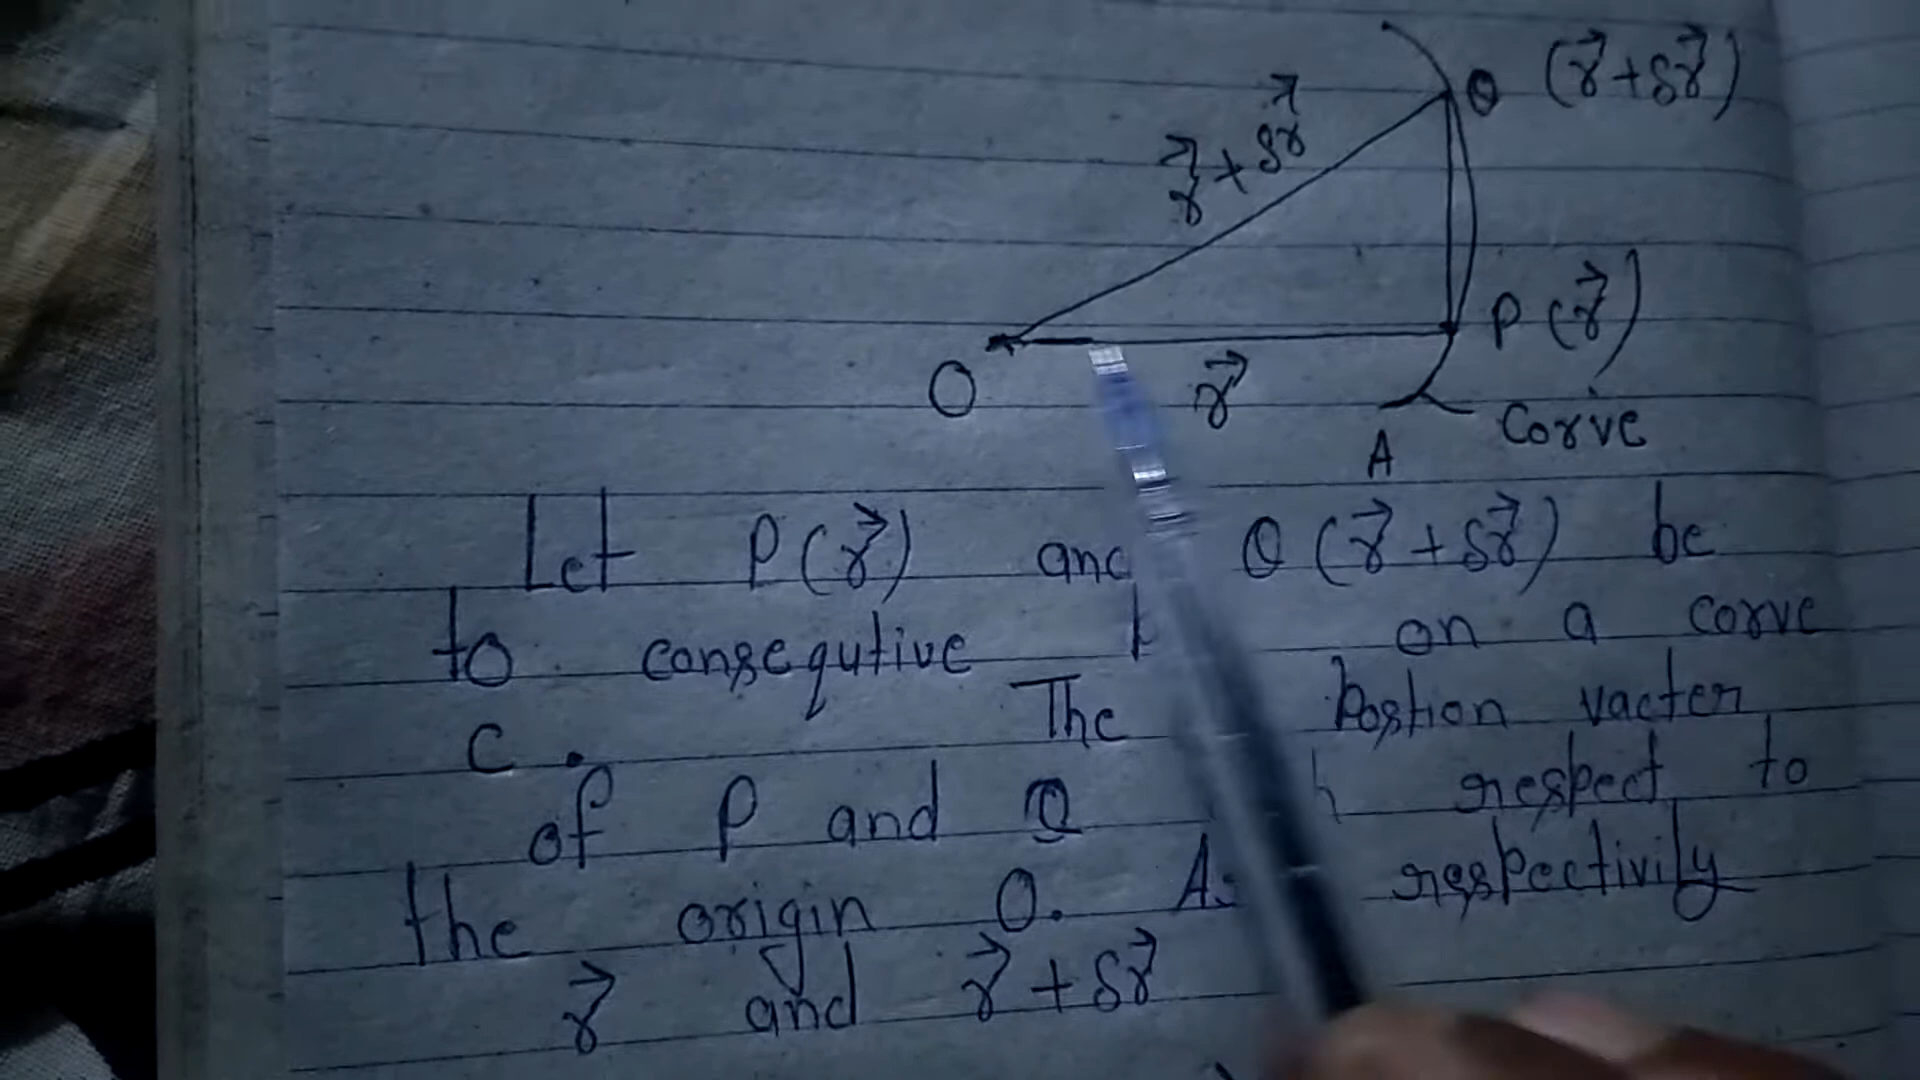 Q (r⃗+δr⃗)
r⃗+δr⃗
P (r⃗)
O
r⃗
A
Corve
Let P(r⃗) and Q(r⃗+δr⃗) be
to consequtive on a corve
C. The Postion vacter
of P and Q respect to
the origin O. As respectivily
r⃗ and r⃗+δr⃗